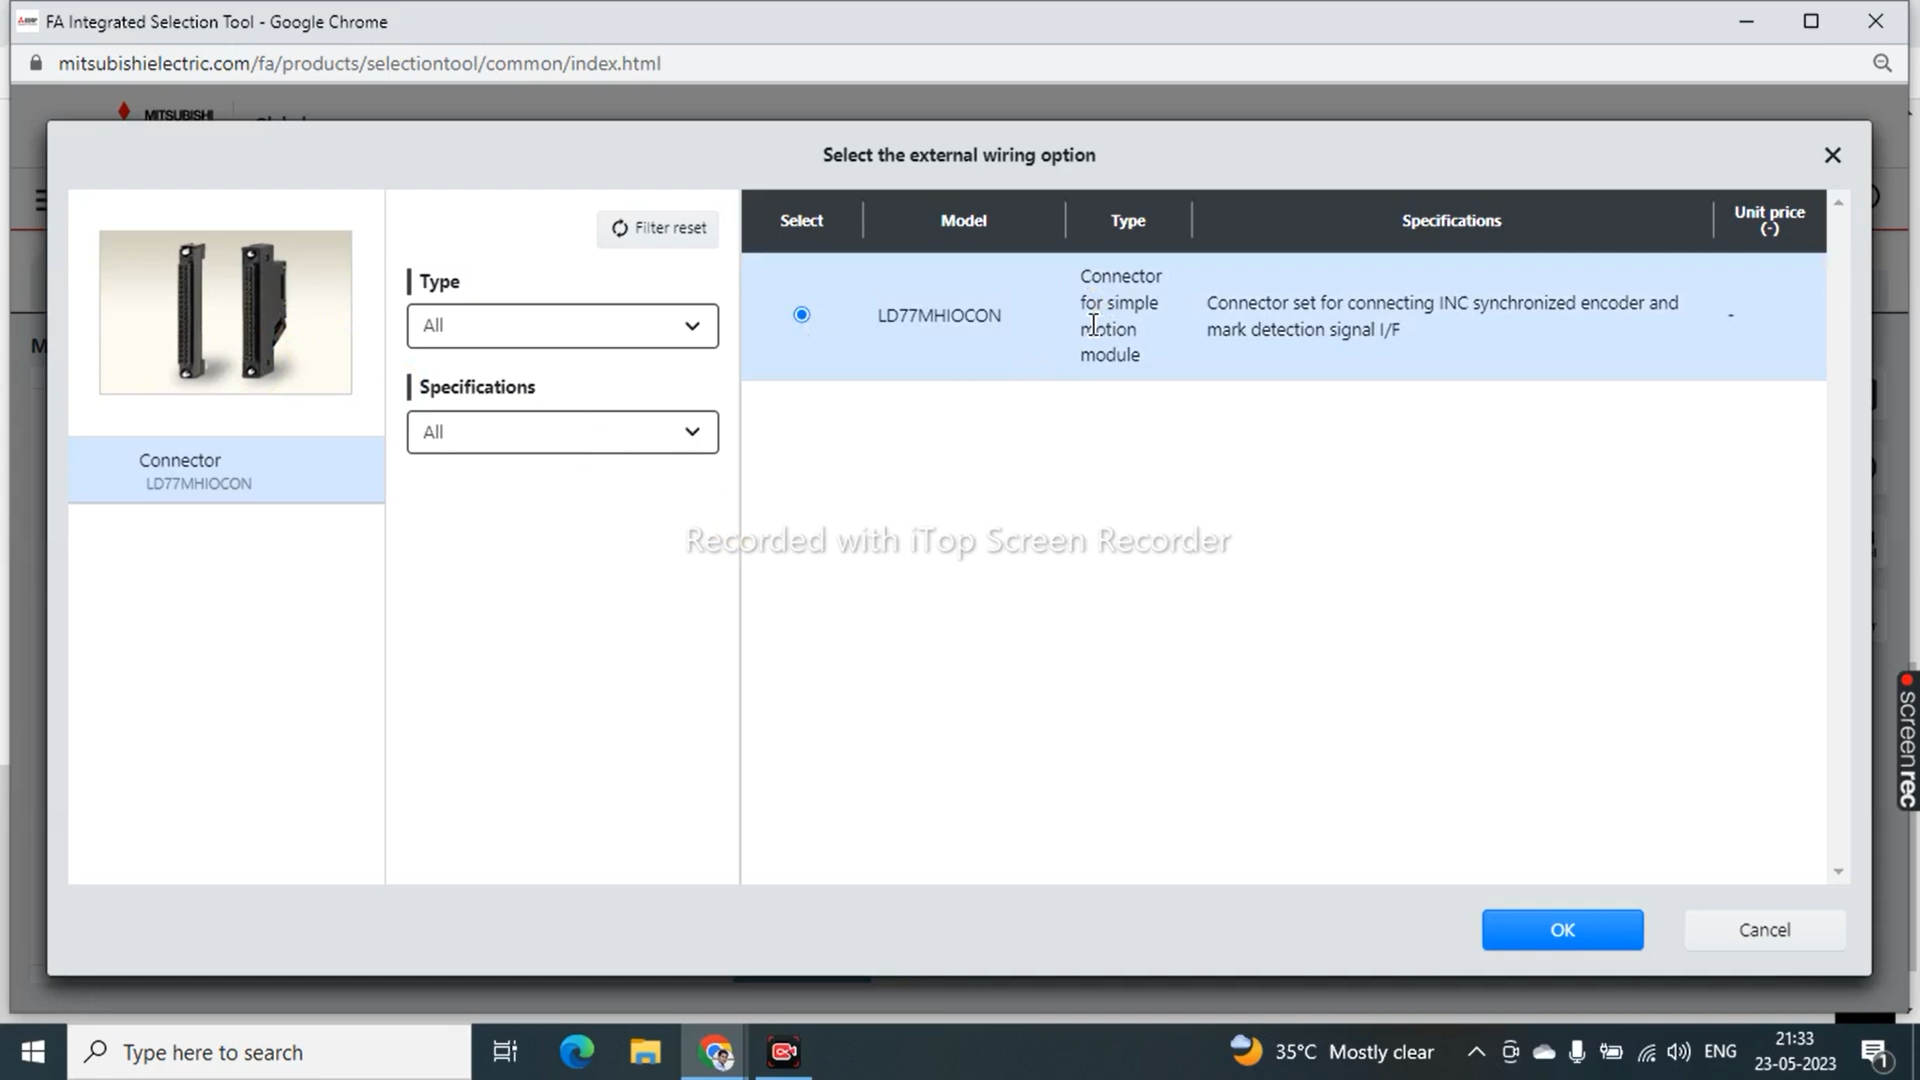 FA Integrated Selection Tool - Google Chrome
mitsubishielectric.com/fa/products/selectiontool/common/index.html
MITSUBISHI
Select the external wiring option
Filter reset
Type
All
Specifications
All
Connector
LD77MHIOCON
Select Model Type Specifications Unit price
(-)
Connector
for simple
motion
module
LD77MHIOCON
Connector set for connecting INC synchronized encoder and
mark detection signal I/F
-
Recorded with iTop Screen Recorder
OK Cancel
screenrec
Type here to search
35°C Mostly clear
ENG
21:33
23-05-2023
1